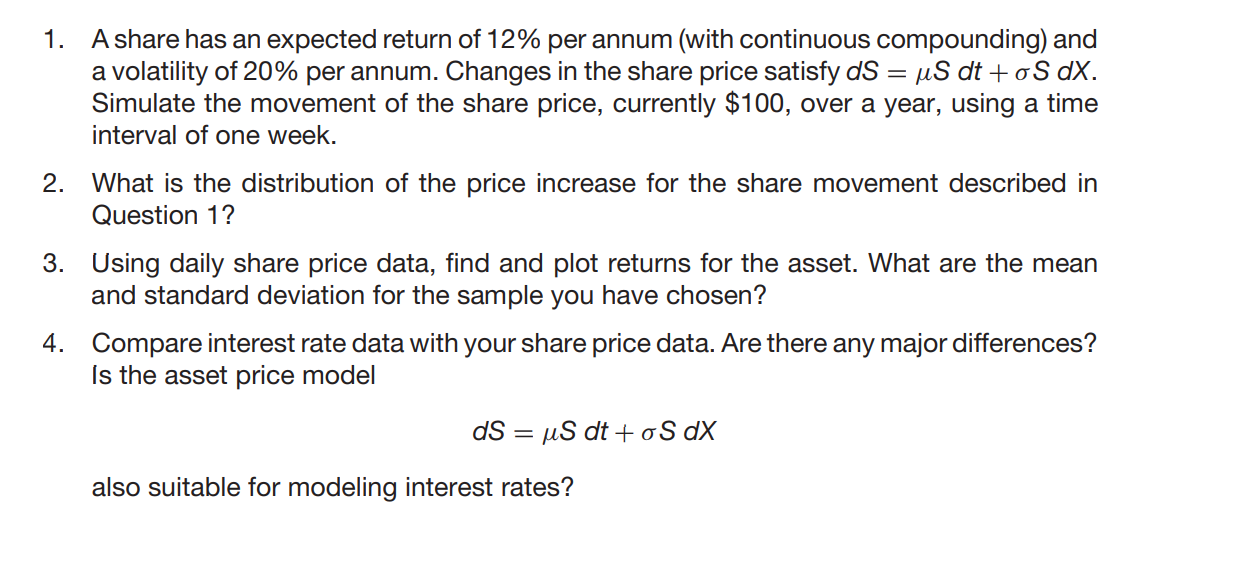 1. A share has an expected return of 12% per annum (with continuous compounding) and
a volatility of 20% per annum. Changes in the share price satisfy dS = μS dt + σS dX.
Simulate the movement of the share price, currently $100, over a year, using a time
interval of one week.
2. What is the distribution of the price increase for the share movement described in
Question 1?
3. Using daily share price data, find and plot returns for the asset. What are the mean
and standard deviation for the sample you have chosen?
4. Compare interest rate data with your share price data. Are there any major differences?
Is the asset price model
dS = μS dt + σS dX
also suitable for modeling interest rates?